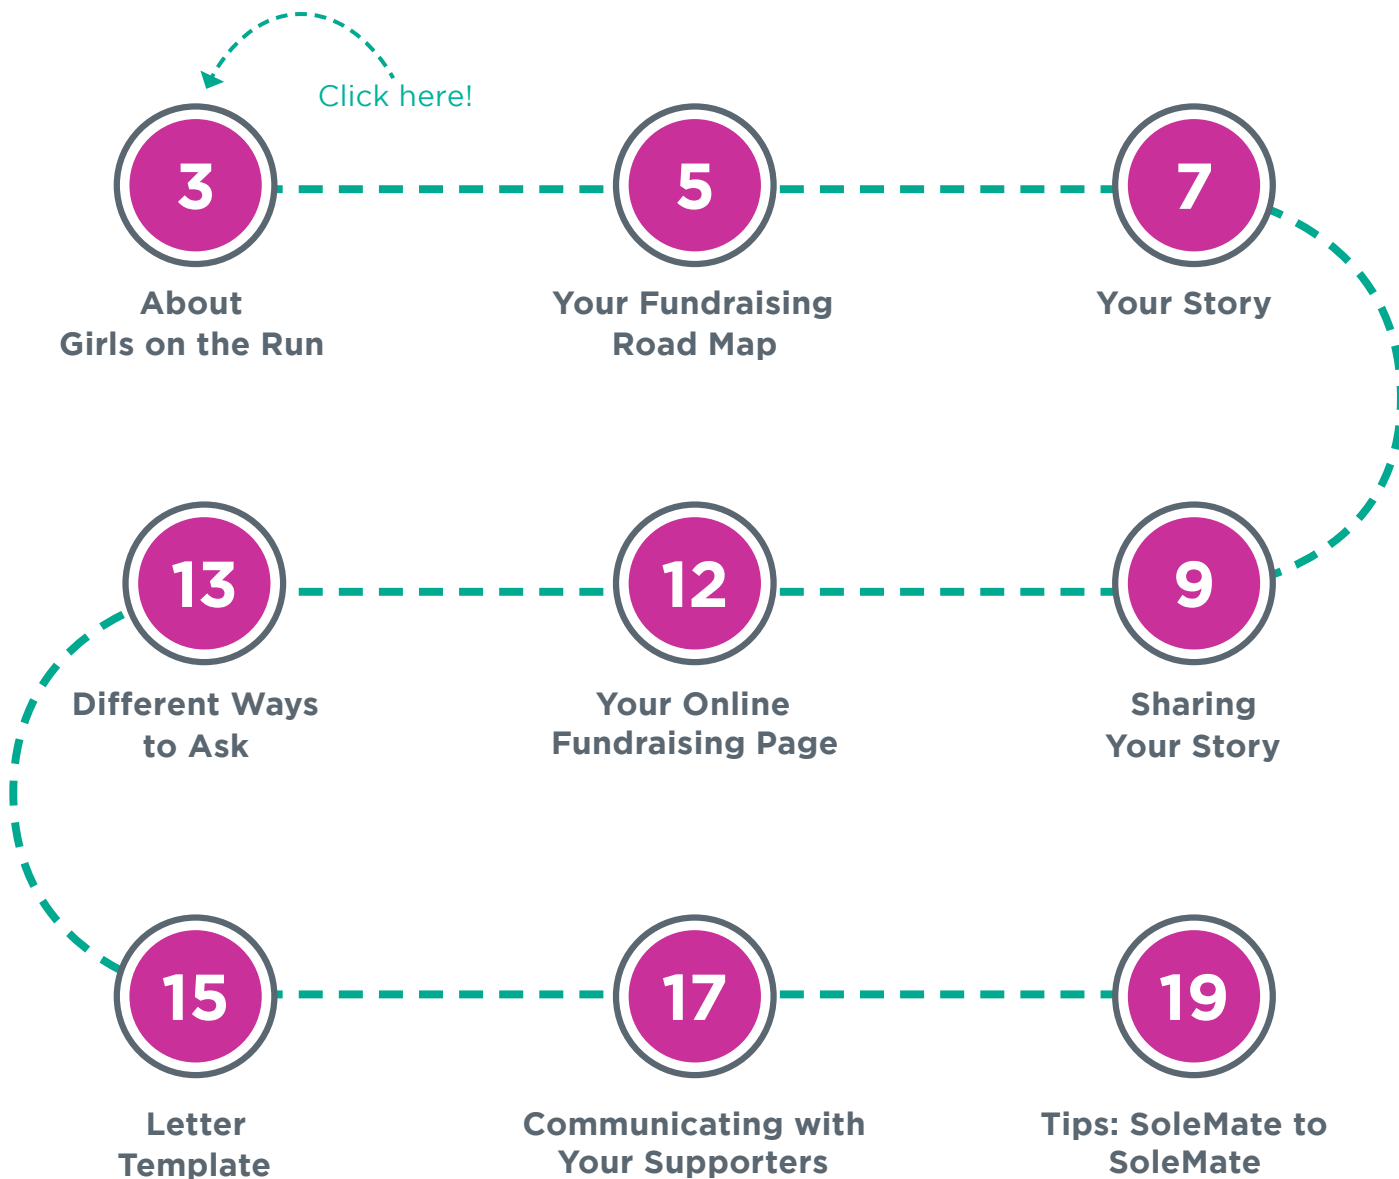 Click here!
3
About
Girls on the Run
5
Your Fundraising
Road Map
7
Your Story
9
Sharing
Your Story
12
Your Online
Fundraising Page
13
Different Ways
to Ask
15
Letter
Template
17
Communicating with
Your Supporters
19
Tips: SoleMate to
SoleMate